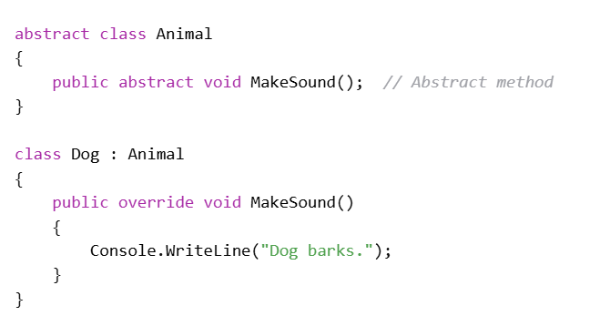 abstract class Animal
{
    public abstract void MakeSound();  // Abstract method
}

class Dog : Animal
{
    public override void MakeSound()
    {
        Console.WriteLine("Dog barks.");
    }
}